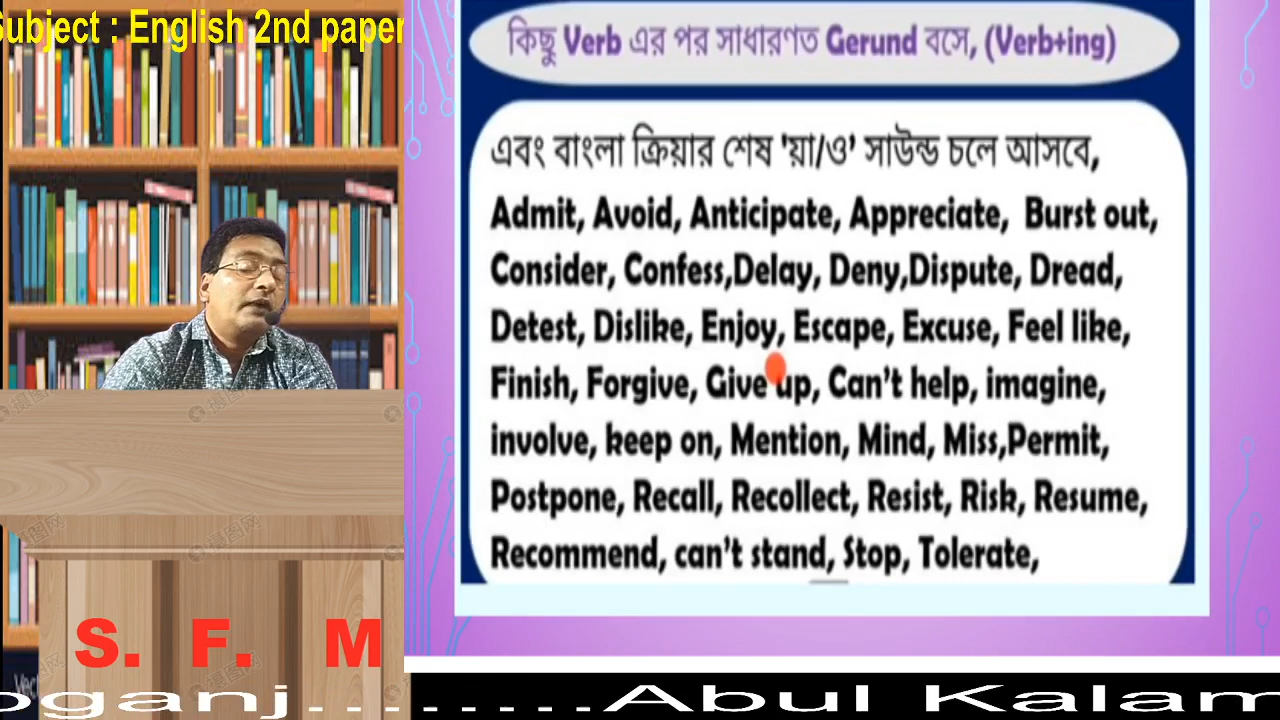 Subject : English 2nd paper
কিছু Verb এর পর সাধারণত Gerund বসে, (Verb+ing)
এবং বাংলা ক্রিয়ার শেষ 'য়া/ও' সাউন্ড চলে আসবে,
Admit, Avoid, Anticipate, Appreciate, Burst out,
Consider, Confess,Delay, Deny,Dispute, Dread,
Detest, Dislike, Enjoy, Escape, Excuse, Feel like,
Finish, Forgive, Give up, Can't help, imagine,
involve, keep on, Mention, Mind, Miss,Permit,
Postpone, Recall, Recollect, Resist, Risk, Resume,
Recommend, can't stand, Stop, Tolerate,
S. F. M
oganj.........Abul Kalam